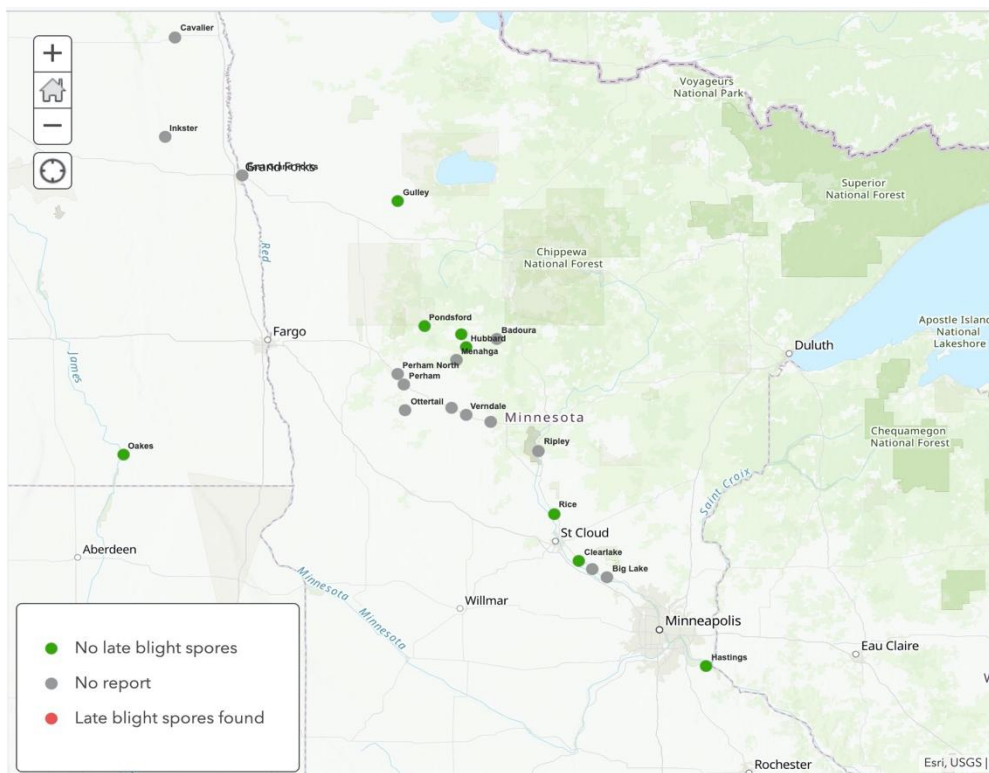 +
−
Cavalier
Inkster
Grand Forks
Gulley
Voyageurs
National Park
Superior
National Forest
Chippewa
National Forest
Red
Fargo
Pondsford
Hubbard
Badoura
Menahga
Perham North
Perham
Ottertail
Verndale
Minnesota
Ripley
Duluth
Apostle Island
National
Lakeshore
Chequamegon
National Forest
James
Oakes
Aberdeen
Saint Croix
Rice
St Cloud
Clearlake
Big Lake
Minnesota
Minnesota
Willmar
Minneapolis
Hastings
Eau Claire
W
Rochester
No late blight spores
No report
Late blight spores found
Esri, USGS |